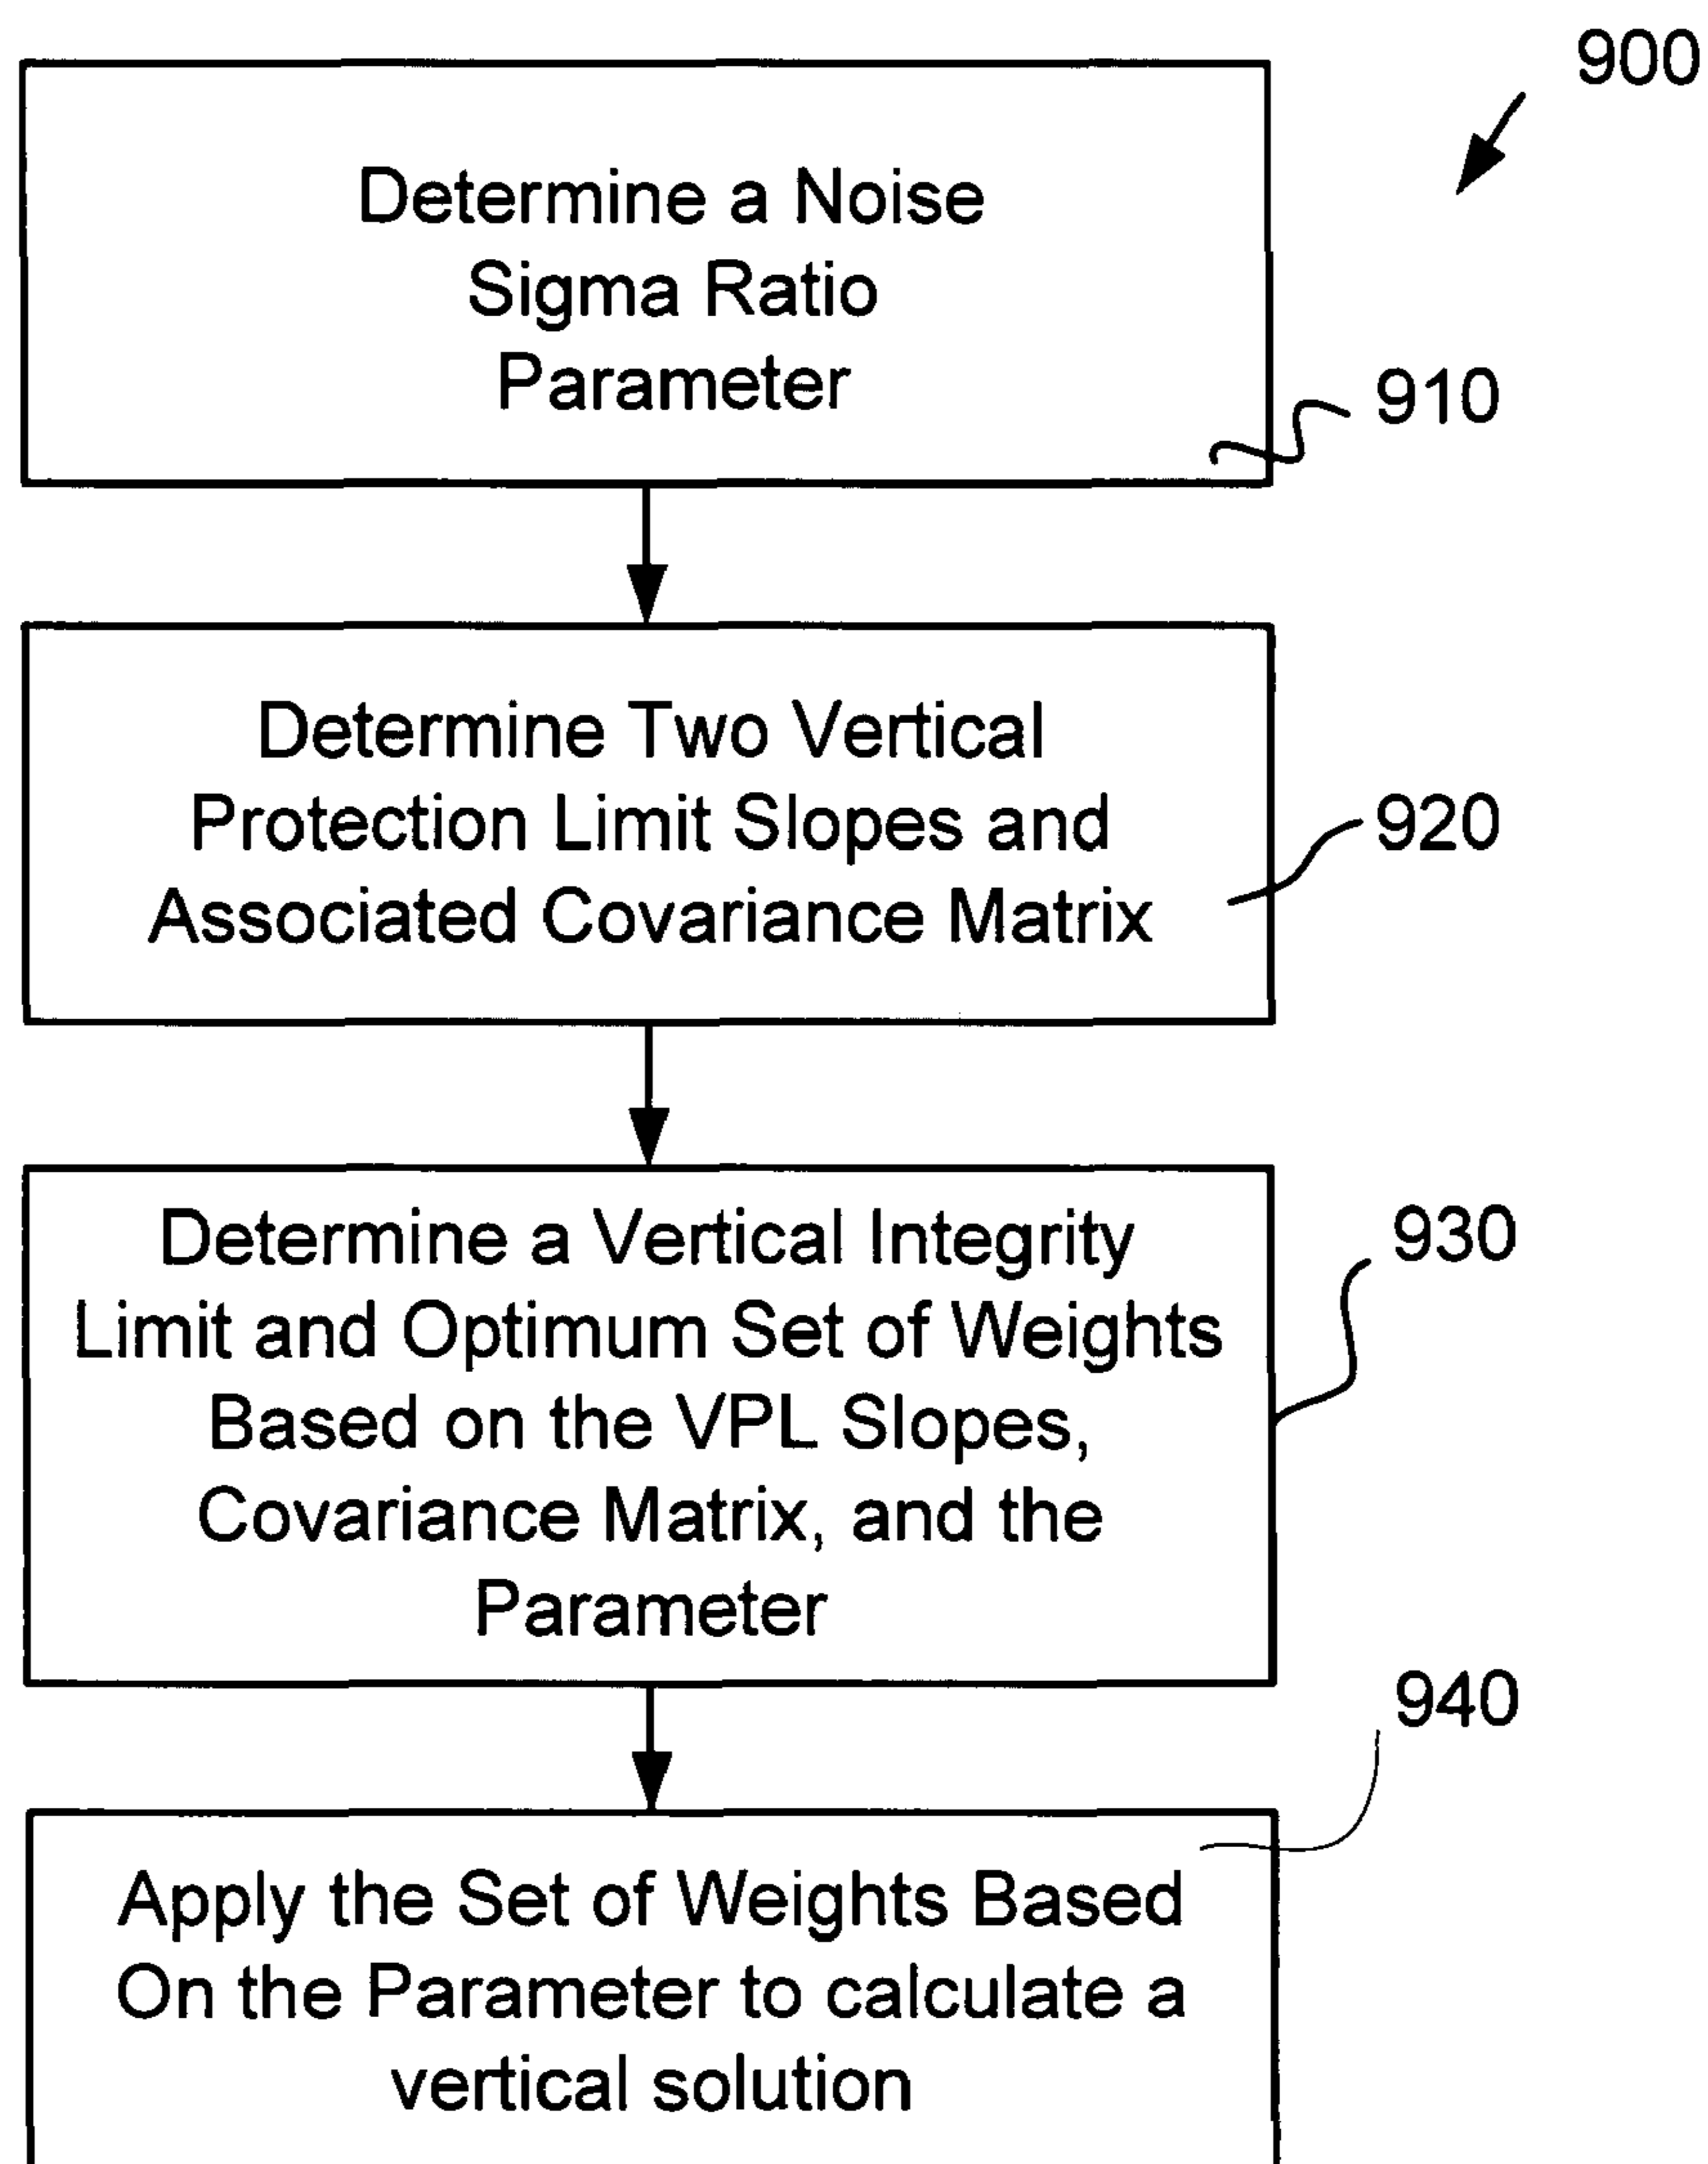 900
Determine a Noise
Sigma Ratio
Parameter
910
Determine Two Vertical
Protection Limit Slopes and
Associated Covariance Matrix
920
Determine a Vertical Integrity
Limit and Optimum Set of Weights
Based on the VPL Slopes,
Covariance Matrix, and the
Parameter
930
940
Apply the Set of Weights Based
On the Parameter to calculate a
vertical solution